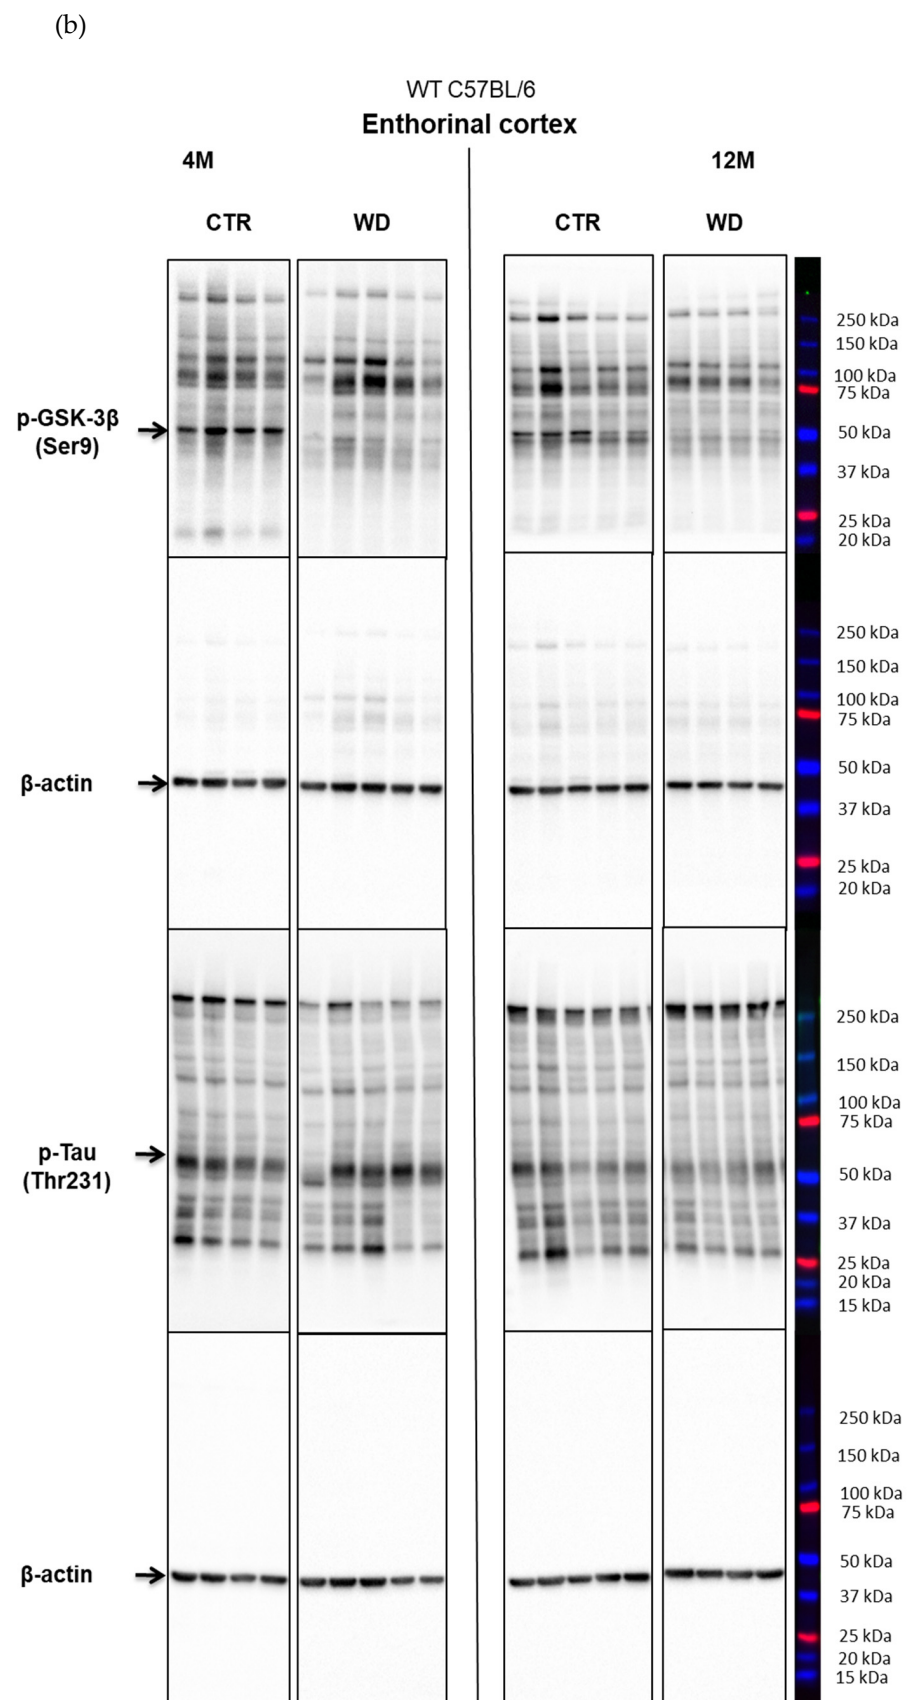 (b)
WT C57BL/6
Enthorinal cortex
4M
12M
CTR
WD
CTR
WD
p-GSK-3β
(Ser9)
250 kDa
150 kDa
100 kDa
75 kDa
50 kDa
37 kDa
25 kDa
20 kDa
β-actin
250 kDa
150 kDa
100 kDa
75 kDa
50 kDa
37 kDa
25 kDa
20 kDa
p-Tau
(Thr231)
250 kDa
150 kDa
100 kDa
75 kDa
50 kDa
37 kDa
25 kDa
20 kDa
15 kDa
β-actin
250 kDa
150 kDa
100 kDa
75 kDa
50 kDa
37 kDa
25 kDa
20 kDa
15 kDa